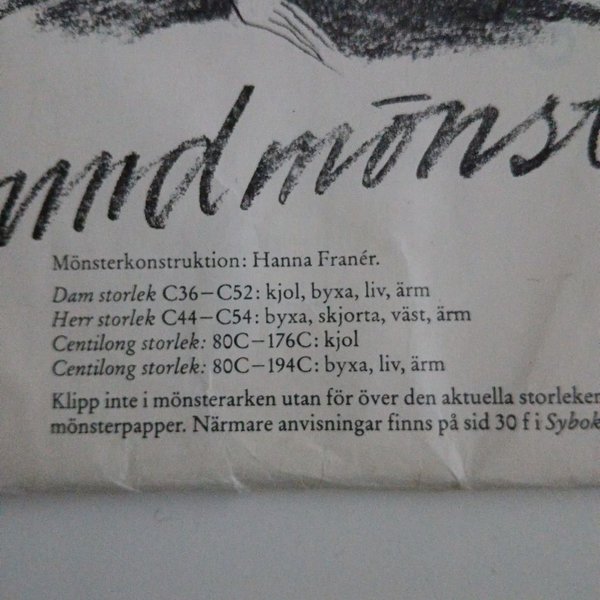 undmönst
Mönsterkonstruktion: Hanna Franér.
Dam storlek C36–C52: kjol, byxa, liv, ärm
Herr storlek C44–C54: byxa, skjorta, väst, ärm
Centilong storlek: 80C–176C: kjol
Centilong storlek: 80C–194C: byxa, liv, ärm
Klipp inte i mönsterarken utan för över den aktuella storleken
mönsterpapper. Närmare anvisningar finns på sid 30 f i Sybok